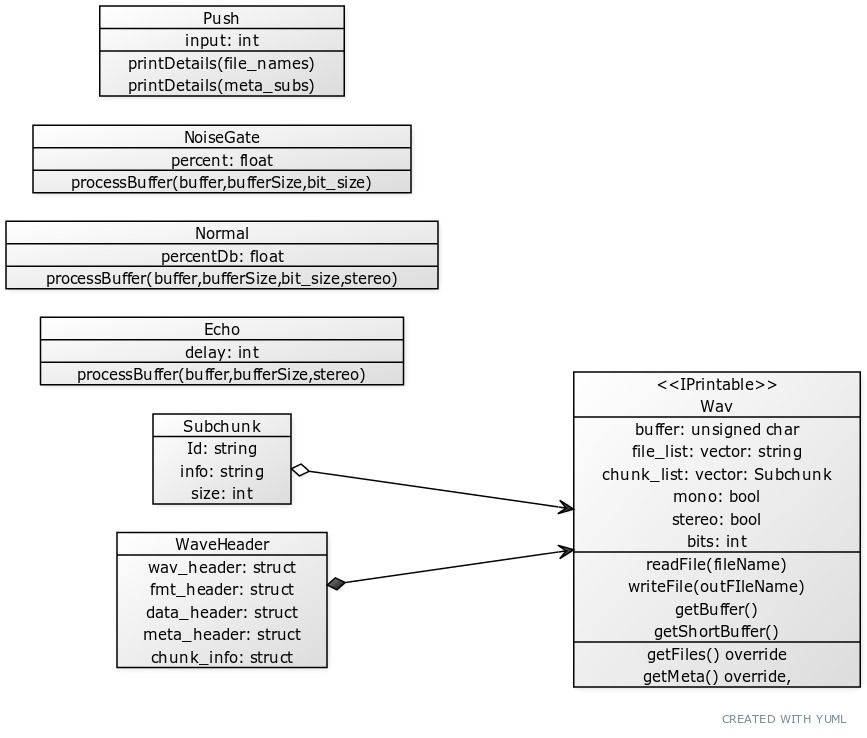 Push
input: int
printDetails(file_names)
printDetails(meta_subs)
NoiseGate
percent: float
processBuffer(buffer,bufferSize,bit_size)
Normal
percentDb: float
processBuffer(buffer,bufferSize,bit_size,stereo)
Echo
delay: int
processBuffer(buffer,bufferSize,stereo)
Subchunk
Id: string
info: string
size: int
WaveHeader
wav_header: struct
fmt_header: struct
data_header: struct
meta_header: struct
chunk_info: struct
<<IPrintable>>
Wav
buffer: unsigned char
file_list: vector: string
chunk_list: vector: Subchunk
mono: bool
stereo: bool
bits: int
readFile(fileName)
writeFile(outFIleName)
getBuffer()
getShortBuffer()
getFiles() override
getMeta() override,
CREATED WITH YUML